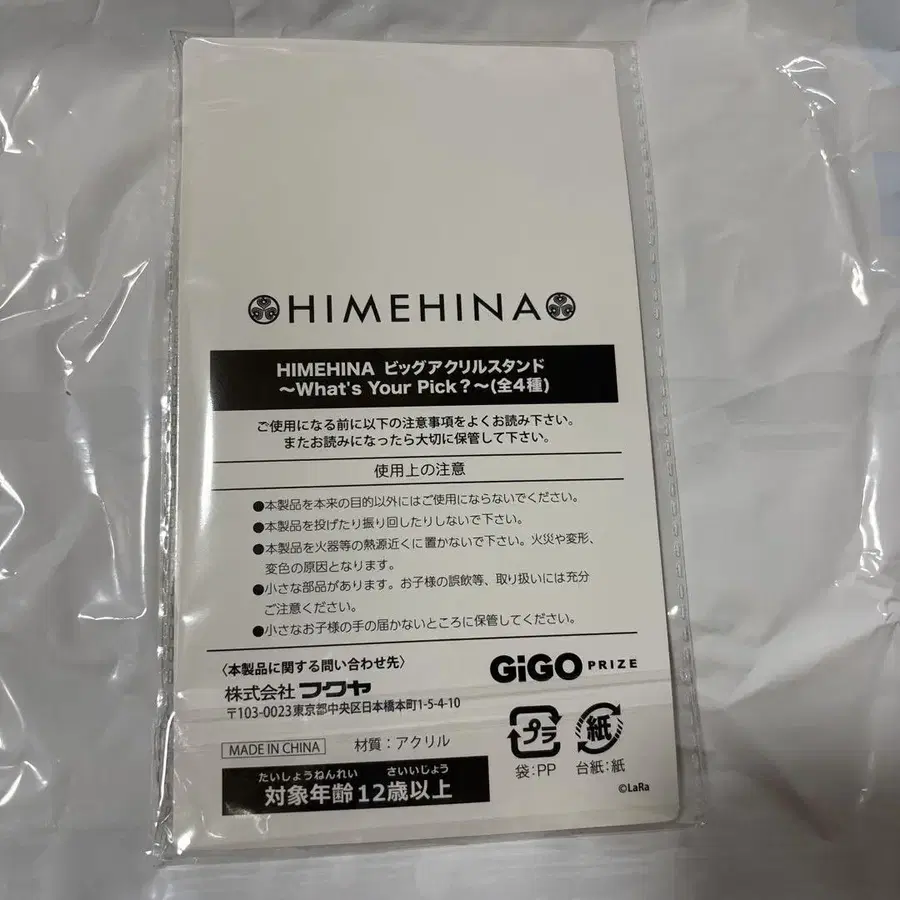 HIMEHINA
HIMEHINA ビッグアクリルスタンド
～What's Your Pick？～(全4種)
ご使用になる前に以下の注意事項をよくお読み下さい。
またお読みになったら大切に保管して下さい。
使用上の注意
●本製品を本来の目的以外にはご使用にならないでください。
●本製品を投げたり振り回したりしないで下さい。
●本製品を火器等の熱源近くに置かないで下さい。火災や変形、
変色の原因となります。
●小さな部品があります。お子様の誤飲等、取り扱いには充分
ご注意ください。
●小さなお子様の手の届かないところに保管してください。
〈本製品に関する問い合わせ先〉
株式会社 フクヤ
〒103-0023東京都中央区日本橋本町1-5-4-10
GiGO PRIZE
MADE IN CHINA 材質：アクリル
プラ 紙
袋：PP 台紙：紙
たいしょうねんれい さいいじょう
対象年齢12歳以上
©LaRa